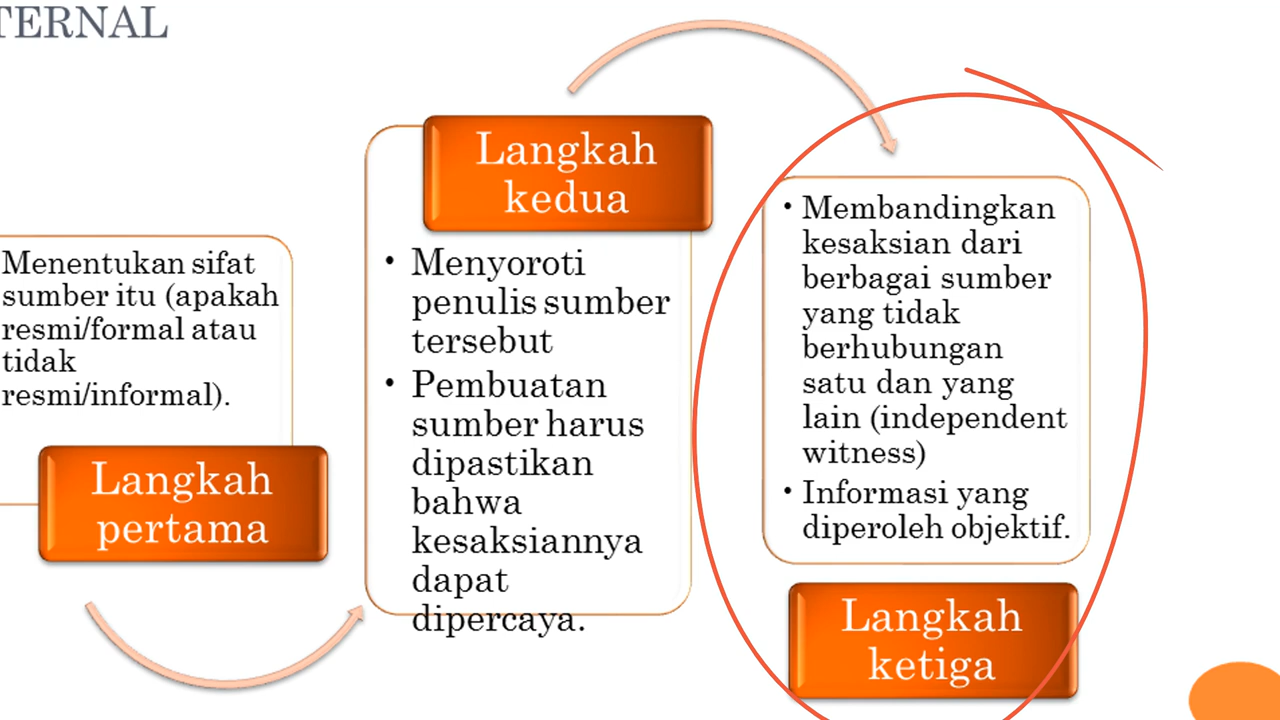 TERNAL
Menentukan sifat
sumber itu (apakah
resmi/formal atau
tidak
resmi/informal).
Langkah
pertama
Langkah
kedua
• Menyoroti
penulis sumber
tersebut
• Pembuatan
sumber harus
dipastikan
bahwa
kesaksiannya
dapat
dipercaya.
• Membandingkan
kesaksian dari
berbagai sumber
yang tidak
berhubungan
satu dan yang
lain (independent
witness)
• Informasi yang
diperoleh objektif.
Langkah
ketiga